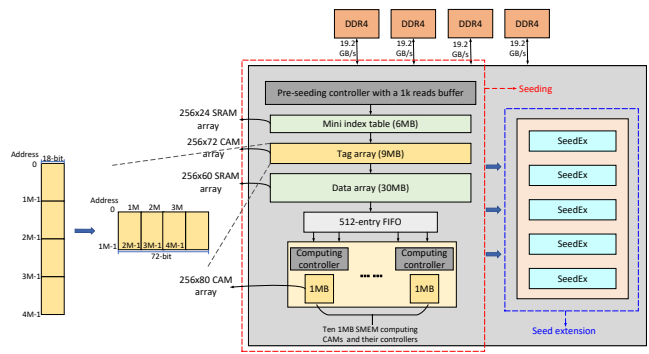 DDR4
DDR4
DDR4
DDR4
19.2
GB/s
19.2
GB/s
19.2
GB/s
19.2
GB/s
Pre-seeding controller with a 1k reads buffer
Seeding
256x24 SRAM
array
Mini index table (6MB)
256x72 CAM
array
Tag array (9MB)
256x60 SRAM
array
Data array (30MB)
512-entry FIFO
Computing
controller
Computing
controller
1MB
1MB
256x80 CAM
array
Ten 1MB SMEM computing
CAMs and their controllers
SeedEx
SeedEx
SeedEx
SeedEx
SeedEx
Seed extension
Address
18-bit
0
1M-1
2M-1
3M-1
4M-1
Address
0
1M
2M
3M
1M-1
2M-1
3M-1
4M-1
72-bit